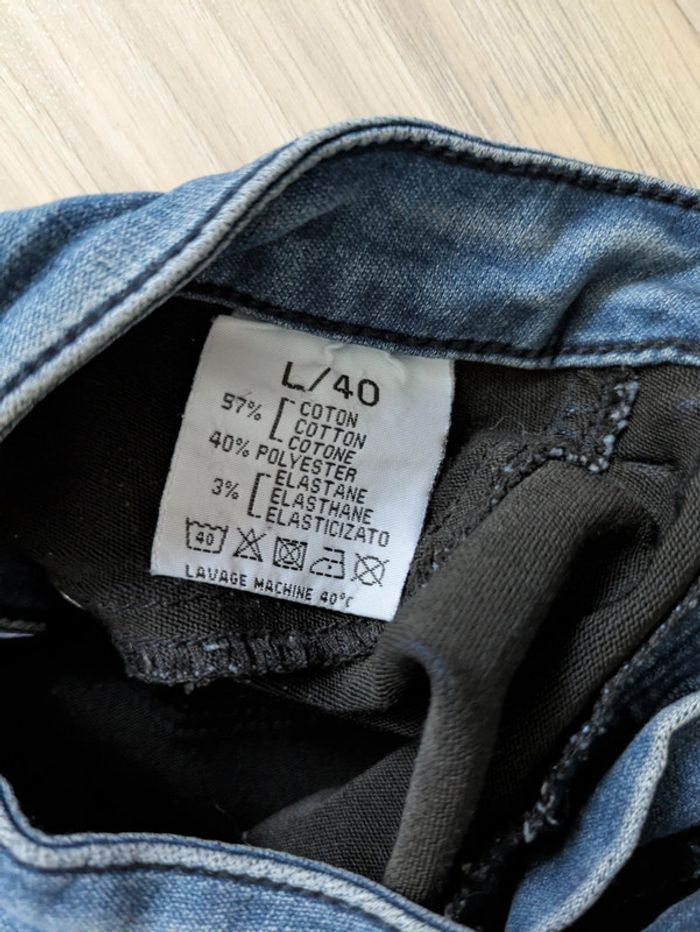 L/40
57% COTON
COTTON
COTONE
40% POLYESTER
ELASTANE
3% ELASTHANE
ELASTICIZATO
40
LAVAGE MACHINE 40°C